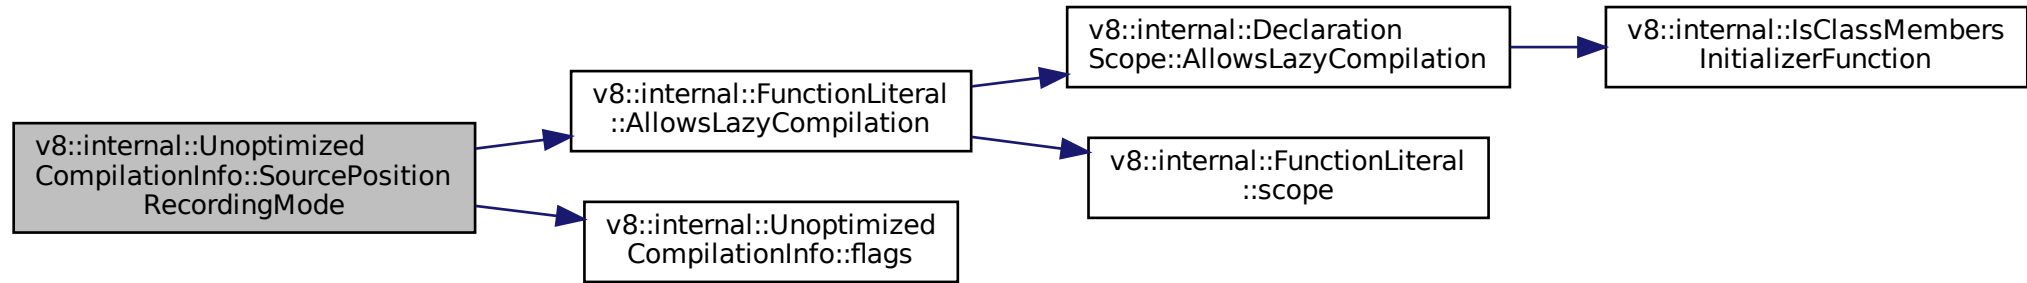 v8::internal::Unoptimized
CompilationInfo::SourcePosition
RecordingMode
v8::internal::FunctionLiteral
::AllowsLazyCompilation
v8::internal::Unoptimized
CompilationInfo::flags
v8::internal::Declaration
Scope::AllowsLazyCompilation
v8::internal::FunctionLiteral
::scope
v8::internal::IsClassMembers
InitializerFunction